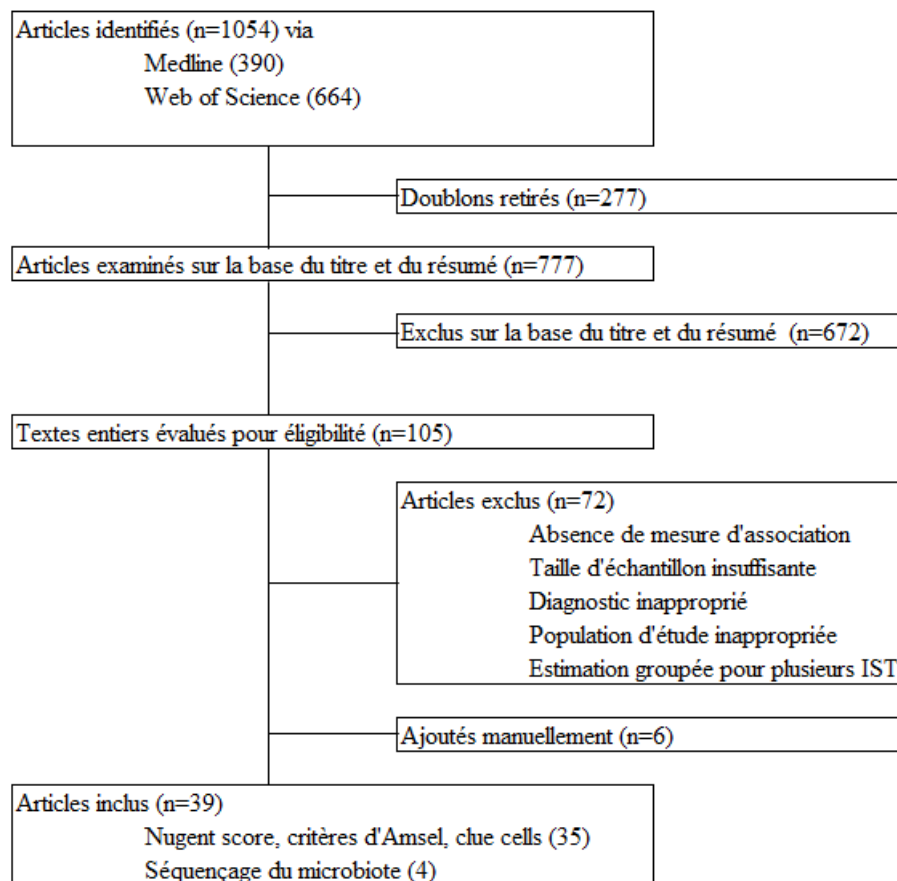 Articles identifiés (n=1054) via
Medline (390)
Web of Science (664)
Doublons retirés (n=277)
Articles examinés sur la base du titre et du résumé (n=777)
Exclus sur la base du titre et du résumé (n=672)
Textes entiers évalués pour éligibilité (n=105)
Articles exclus (n=72)
Absence de mesure d'association
Taille d'échantillon insuffisante
Diagnostic inapproprié
Population d'étude inappropriée
Estimation groupée pour plusieurs IST
Ajoutés manuellement (n=6)
Articles inclus (n=39)
Nugent score, critères d'Amsel, clue cells (35)
Séquençage du microbiote (4)